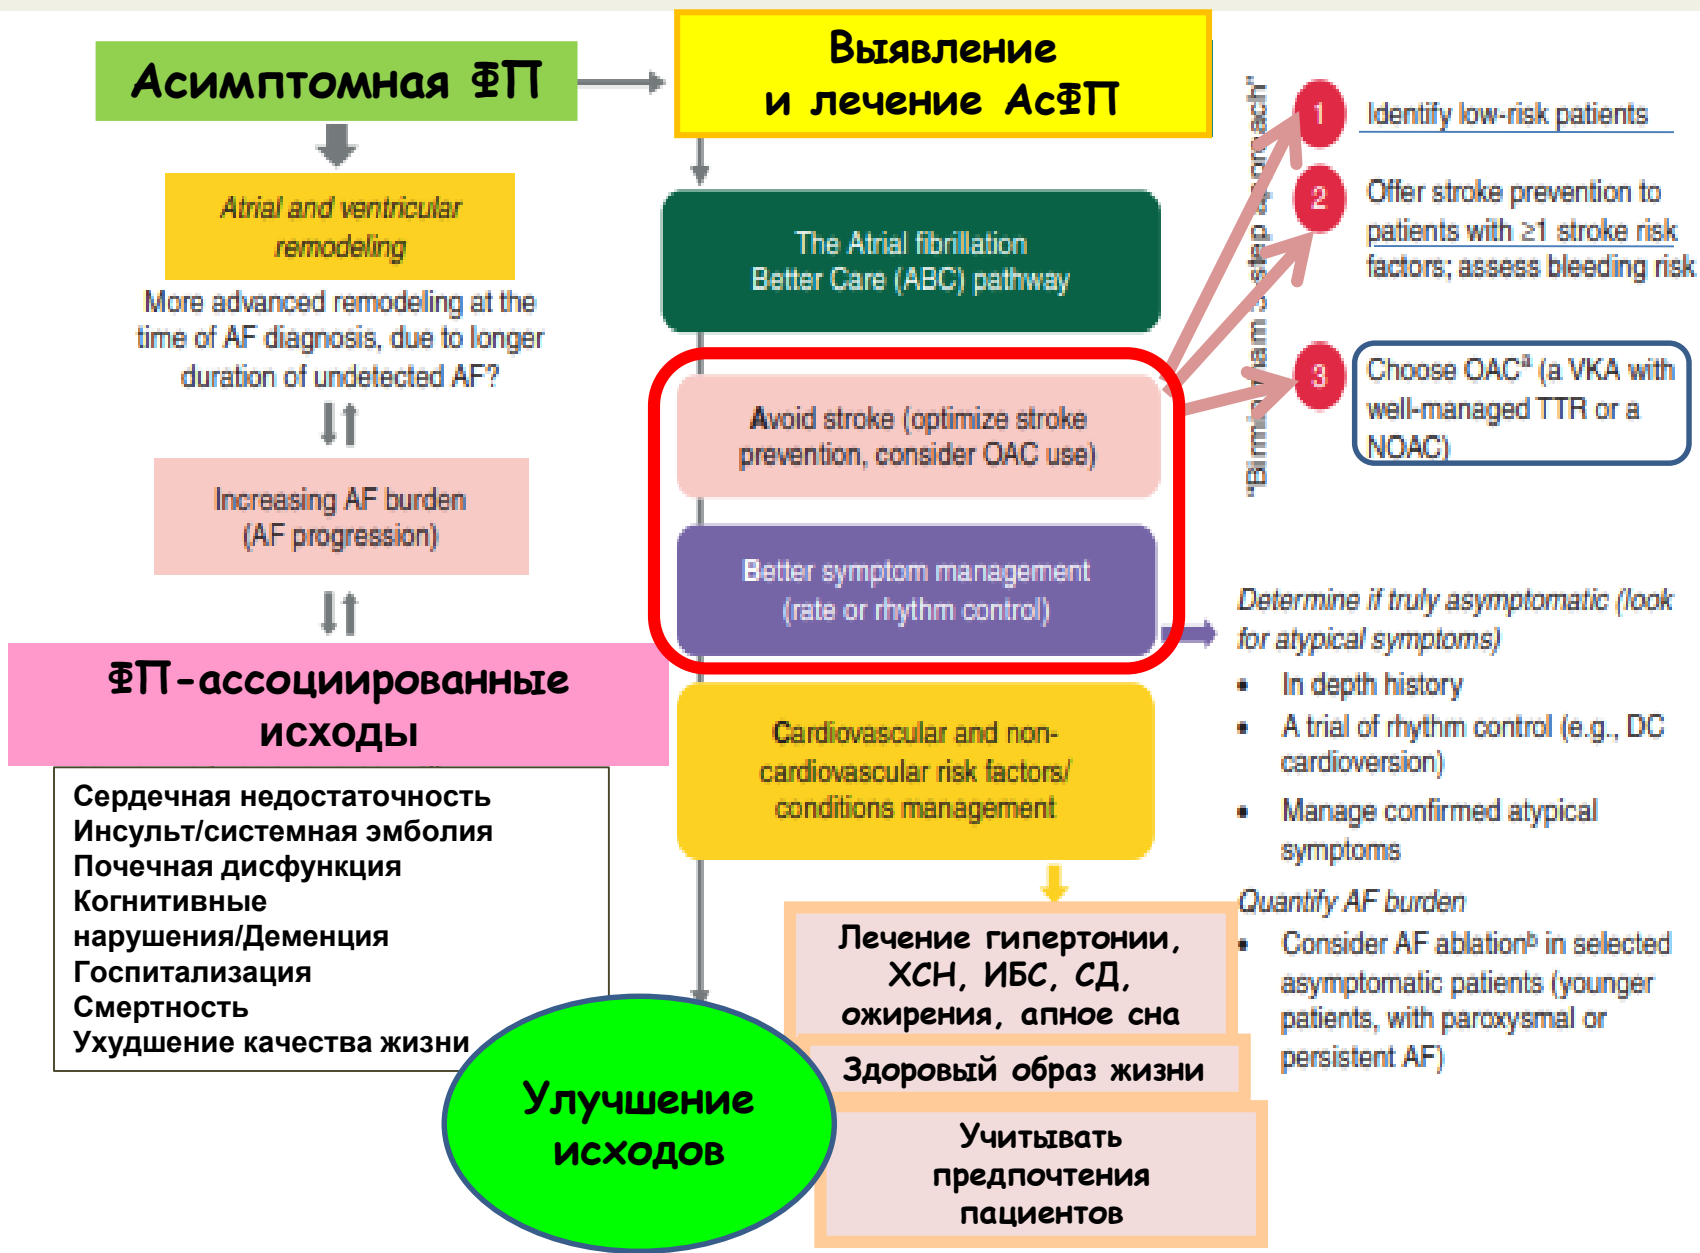 Асимптомная ФП
Выявление
и лечение АсФП
Atrial and ventricular
remodeling
More advanced remodeling at the
time of AF diagnosis, due to longer
duration of undetected AF?
Increasing AF burden
(AF progression)
ФП-ассоциированные
исходы
Сердечная недостаточность
Инсульт/системная эмболия
Почечная дисфункция
Когнитивные
нарушения/Деменция
Госпитализация
Смертность
Ухудшение качества жизни
The Atrial fibrillation
Better Care (ABC) pathway
Avoid stroke (optimize stroke
prevention, consider OAC use)
Better symptom management
(rate or rhythm control)
Cardiovascular and non-
cardiovascular risk factors/
conditions management
Лечение гипертонии,
ХСН, ИБС, СД,
ожирения, апное сна
Здоровый образ жизни
Учитывать
предпочтения
пациентов
Улучшение
исходов
"Birmingham 3-step approach"
1
Identify low-risk patients
2
Offer stroke prevention to
patients with ≥1 stroke risk
factors; assess bleeding risk
3
Choose OACª (a VKA with
well-managed TTR or a
NOAC)
Determine if truly asymptomatic (look
for atypical symptoms)
• In depth history
• A trial of rhythm control (e.g., DC
cardioversion)
• Manage confirmed atypical
symptoms
Quantify AF burden
• Consider AF ablationᵇ in selected
asymptomatic patients (younger
patients, with paroxysmal or
persistent AF)